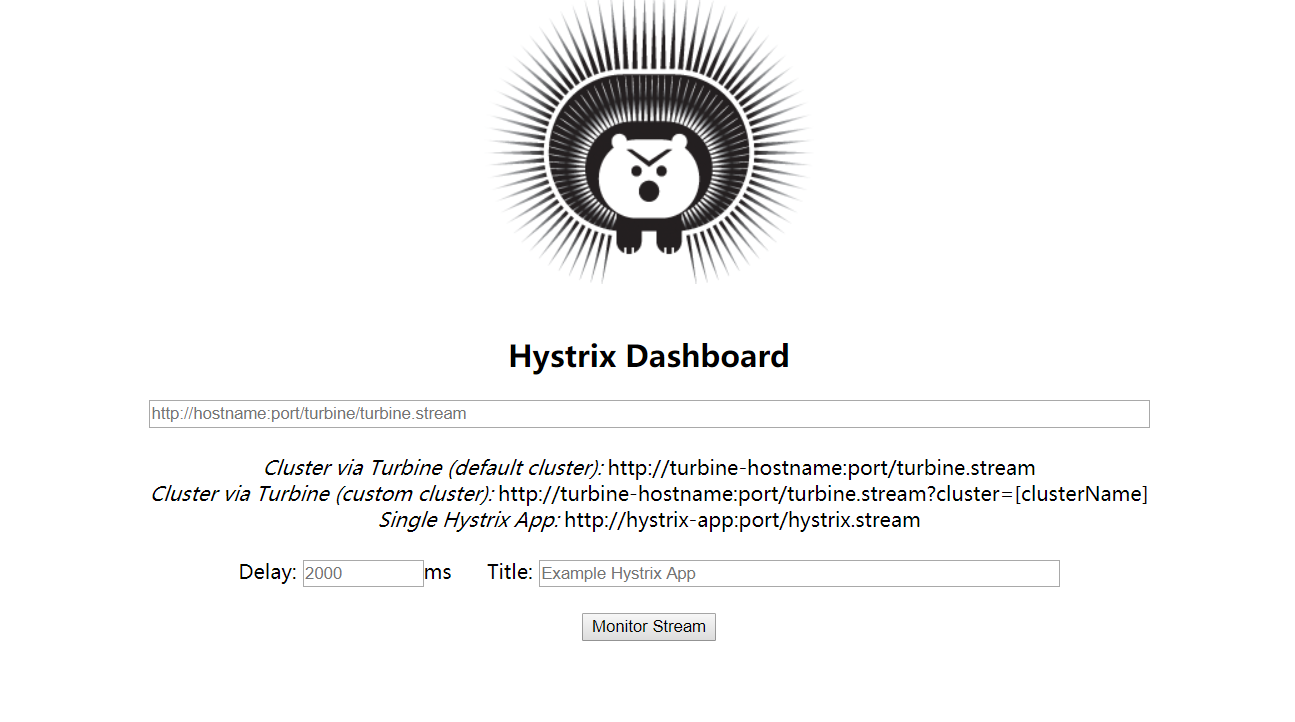 Hystrix Dashboard
http://hostname:port/turbine/turbine.stream
Cluster via Turbine (default cluster): http://turbine-hostname:port/turbine.stream
Cluster via Turbine (custom cluster): http://turbine-hostname:port/turbine.stream?cluster=[clusterName]
Single Hystrix App: http://hystrix-app:port/hystrix.stream
Delay: 2000 ms Title: Example Hystrix App
Monitor Stream